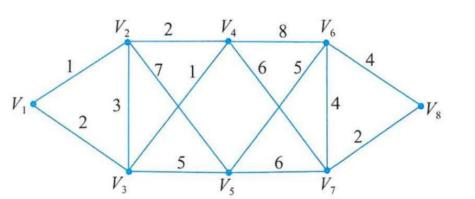 V₂ 2 V₄ 8 V₆
1 7 1 6 5 4
V₁ 3 4 V₈
2 2
5 6
V₃ V₅ V₇